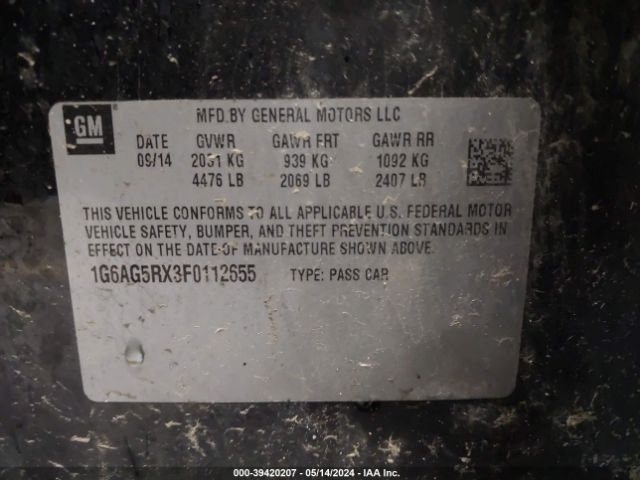 GM
MFD.BY GENERAL MOTORS LLC
DATE GVWR GAWR FRT GAWR RR
09/14 2031 KG 939 KG 1092 KG
4476 LB 2069 LB 2407 LB
THIS VEHICLE CONFORMS TO ALL APPLICABLE U.S. FEDERAL MOTOR
VEHICLE SAFETY, BUMPER, AND THEFT PREVENTION STANDARDS IN
EFFECT ON THE DATE OF MANUFACTURE SHOWN ABOVE.
1G6AG5RX3F0112655 TYPE: PASS CAR
000-39420207 - 05/14/2024 - IAA Inc.